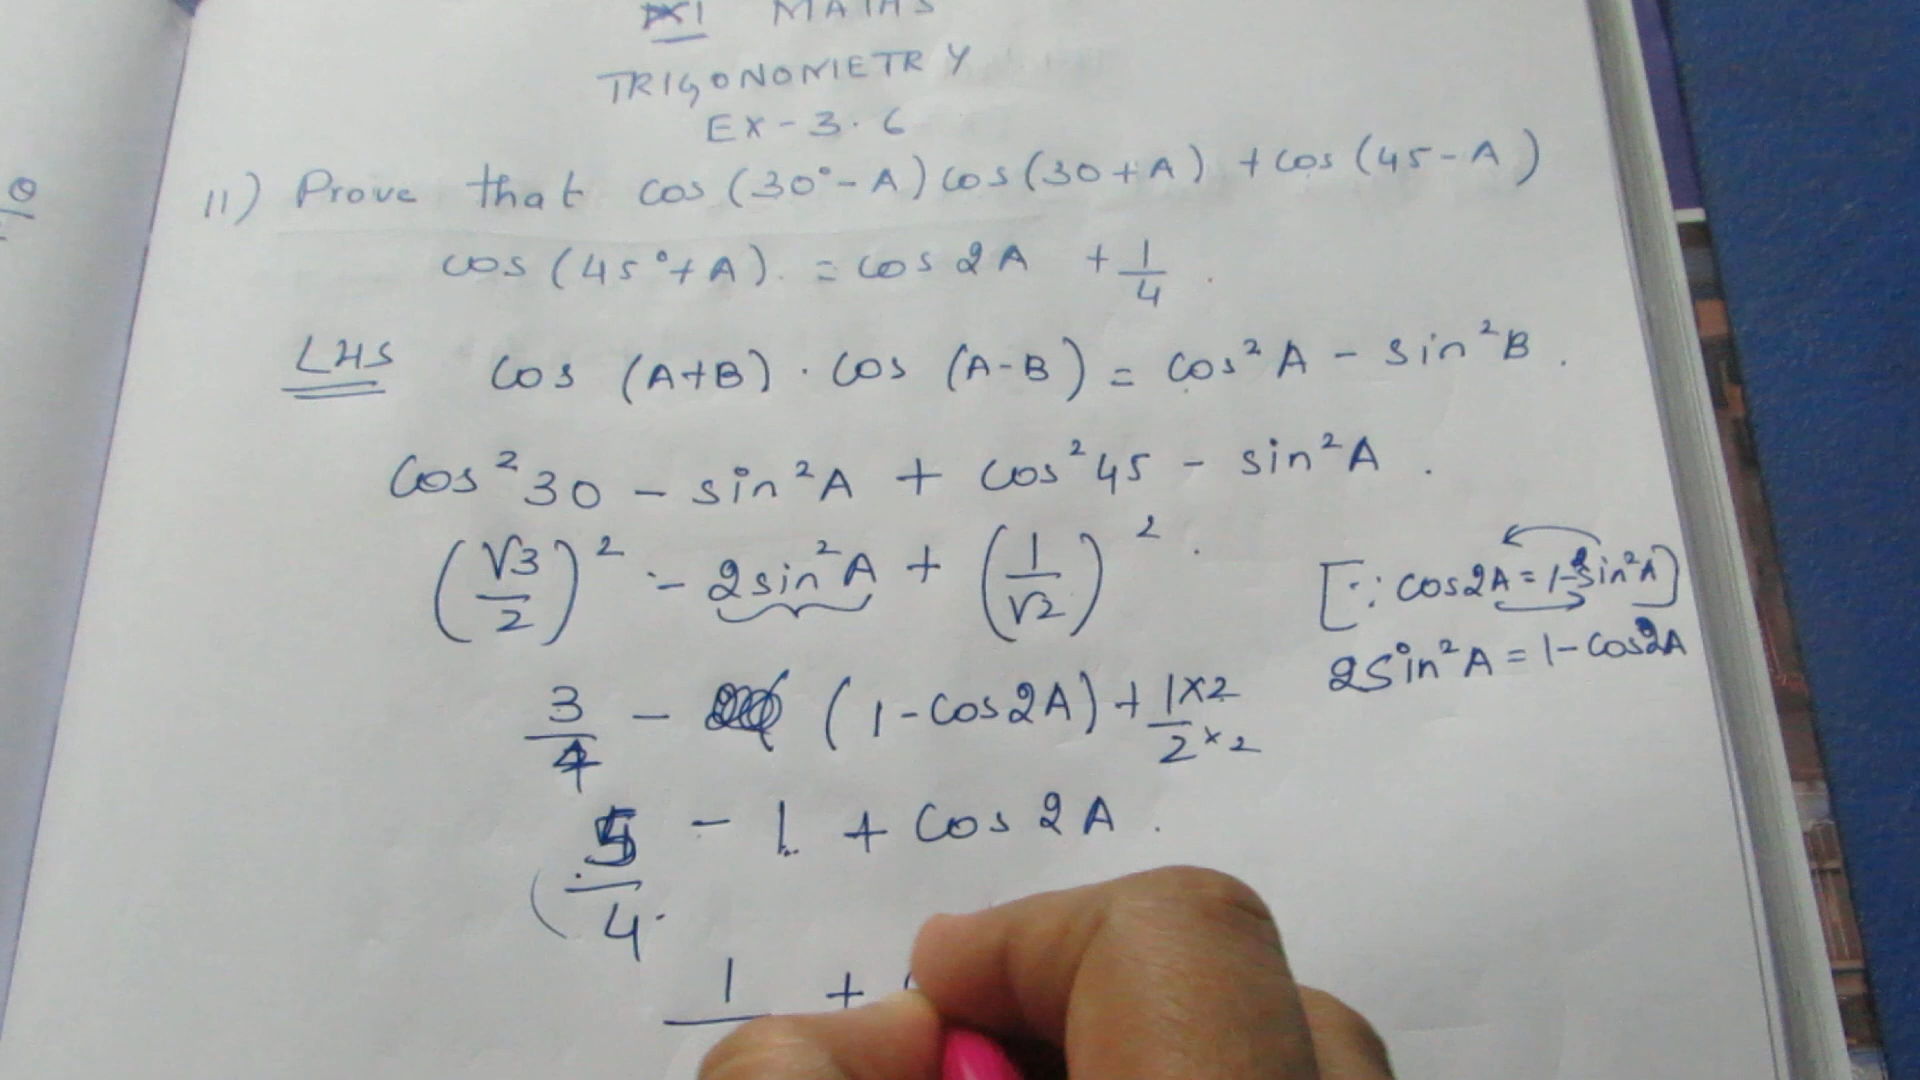 XI MATHS
TRIGONOMETRY
EX-3.6
11) Prove that cos(30°-A) cos(30+A) + cos(45-A)
cos(45°+A). = cos2A + 1/4.
LHS cos (A+B) . cos (A-B) = cos²A - sin²B.
cos²30 - sin²A + cos²45 - sin²A.
(√3/2)² - 2sin²A + (1/√2)².
[∵ cos2A = 1-2sin²A]
2sin²A = 1-cos2A
3/4 - (1-cos2A) + 1×2/2×2
5/4 - 1 + cos2A.
1 +